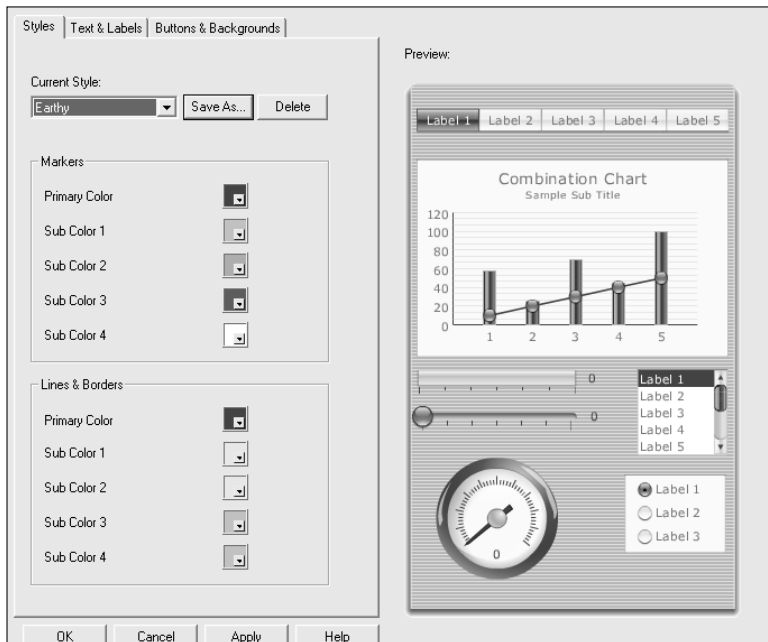 Styles
Text & Labels
Buttons & Backgrounds
Current Style:
Earthy
Save As...
Delete
Markers
Primary Color
Sub Color 1
Sub Color 2
Sub Color 3
Sub Color 4
Lines & Borders
Primary Color
Sub Color 1
Sub Color 2
Sub Color 3
Sub Color 4
OK
Cancel
Apply
Help
Preview:
Label 1
Label 2
Label 3
Label 4
Label 5
Combination Chart
Sample Sub Title
120
100
80
60
40
20
0
1
2
3
4
5
0
0
Label 1
Label 2
Label 3
Label 4
Label 5
0
Label 1
Label 2
Label 3